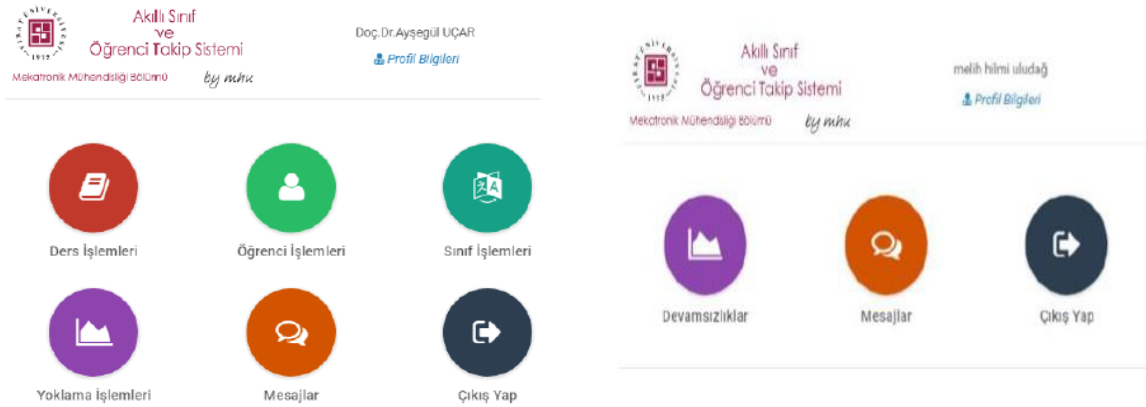 Akıllı Sınıf
ve
Öğrenci Takip Sistemi
Mekatronik Mühendisliği Bölümü
by mhu
Doç.Dr.Ayşegül UÇAR
Profil Bilgileri
Ders İşlemleri
Öğrenci İşlemleri
Sınıf İşlemleri
Yoklama İşlemleri
Mesajlar
Çıkış Yap
Akıllı Sınıf
ve
Öğrenci Takip Sistemi
Mekatronik Mühendisliği Bölümü
by mhu
melih hilmi uludağ
Profil Bilgileri
Devamsızlıklar
Mesajlar
Çıkış Yap